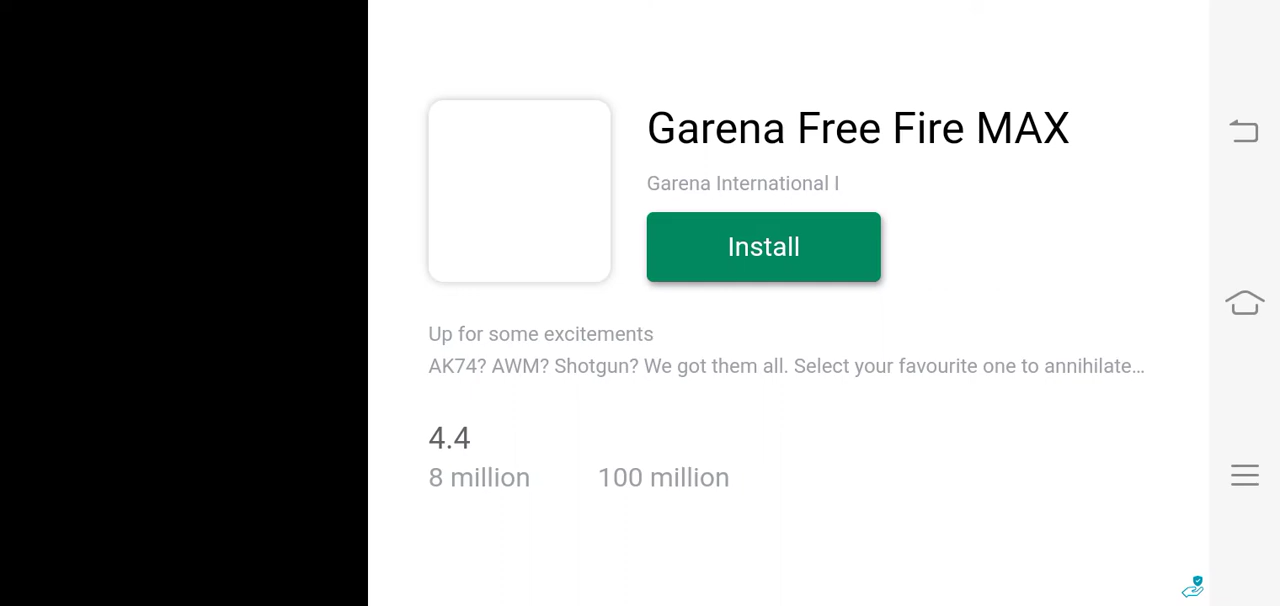 Garena Free Fire MAX
Garena International I
Install
Up for some excitements
AK74? AWM? Shotgun? We got them all. Select your favourite one to annihilate...
4.4
8 million 100 million